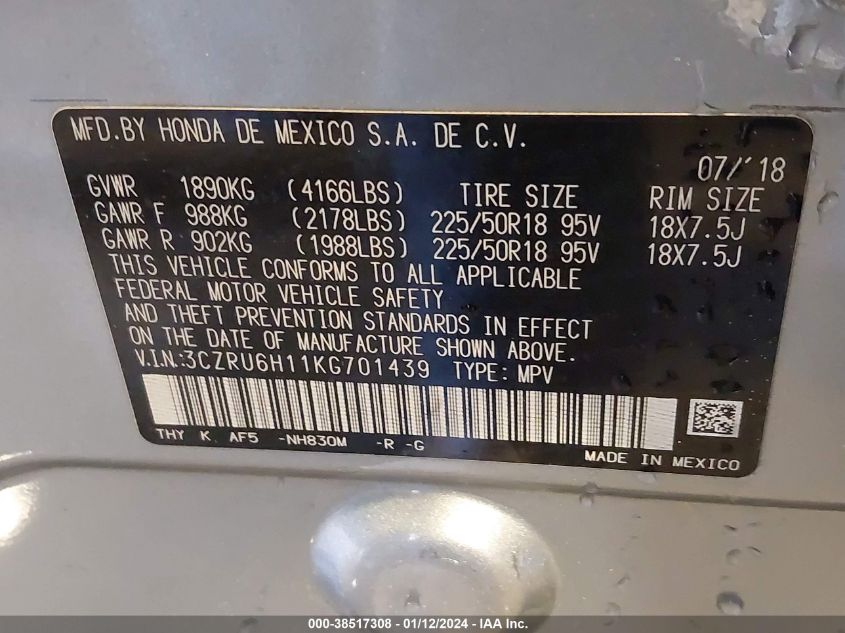 MFD.BY HONDA DE MEXICO S.A. DE C.V.
07/'18
GVWR 1890KG (4166LBS) TIRE SIZE RIM SIZE
GAWR F 988KG (2178LBS) 225/50R18 95V 18X7.5J
GAWR R 902KG (1988LBS) 225/50R18 95V 18X7.5J
THIS VEHICLE CONFORMS TO ALL APPLICABLE
FEDERAL MOTOR VEHICLE SAFETY
AND THEFT PREVENTION STANDARDS IN EFFECT
ON THE DATE OF MANUFACTURE SHOWN ABOVE.
V.I.N.:3CZRU6H11KG701439 TYPE: MPV
THY K AF5 -NH830M -R -G
MADE IN MEXICO
000-38517308 - 01/12/2024 - IAAI Inc.